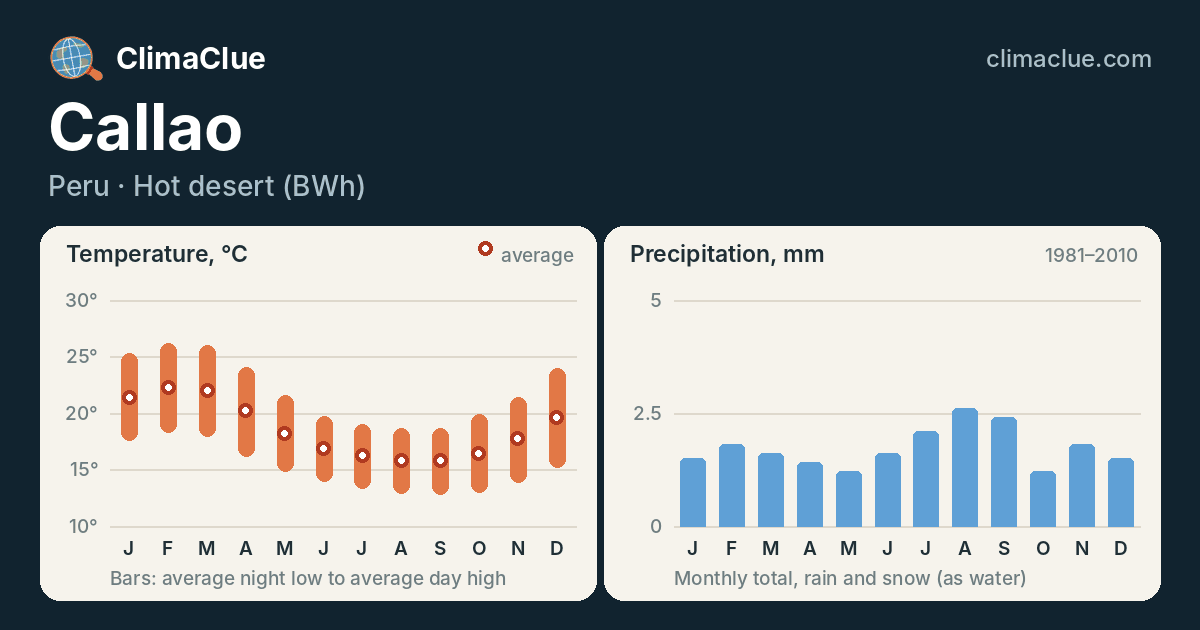 ClimaClue
climaclue.com
Callao
Peru · Hot desert (BWh)
Temperature, °C
average
30°
25°
20°
15°
10°
J F M A M J J A S O N D
Bars: average night low to average day high
Precipitation, mm
1981–2010
5
2.5
0
J F M A M J J A S O N D
Monthly total, rain and snow (as water)